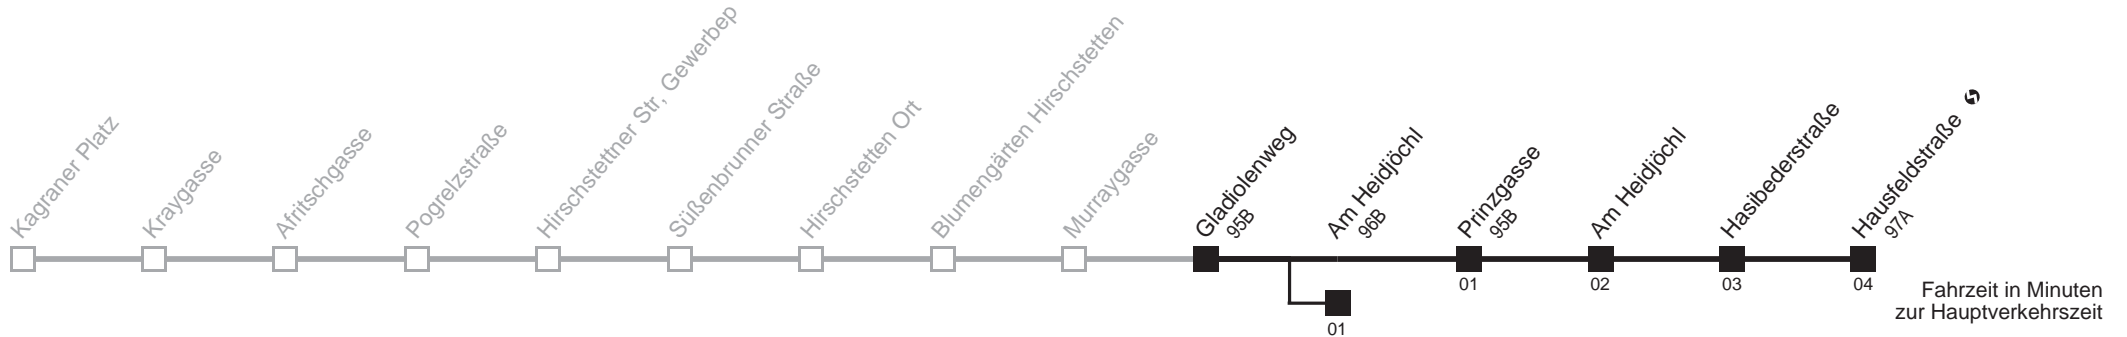 Kagraner Platz
Kraygasse
Afritschgasse
Pogrelzstraße
Hirschstettner Str, Gewerbep
Süßenbrunner Straße
Hirschstetten Ort
Blumengärten Hirschstetten
Murraygasse
Gladiolenweg
95B
Am Heidjöchl
96B
Prinzgasse
95B
Am Heidjöchl
Hasibederstraße
Hausfeldstraße
97A
01
02
03
04
01
Fahrzeit in Minuten
zur Hauptverkehrszeit